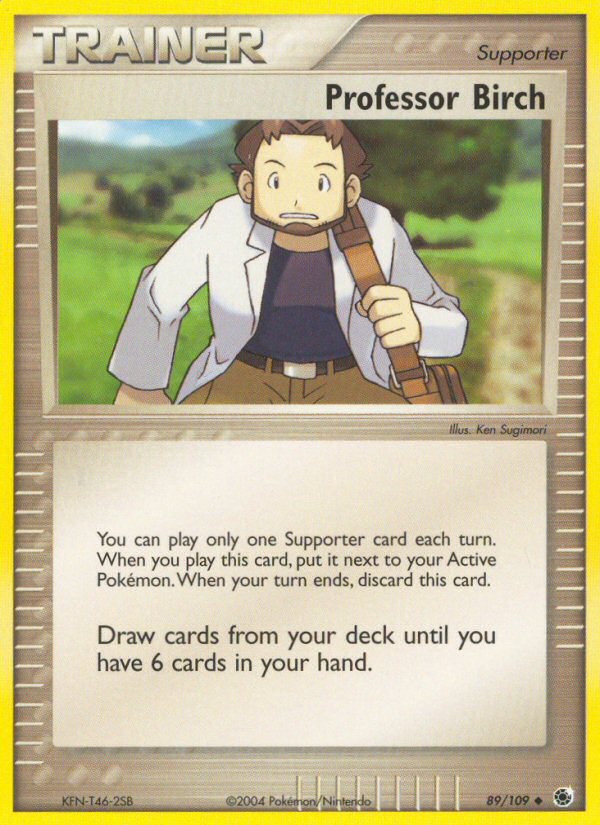 TRAINER
Supporter
Professor Birch
Illus. Ken Sugimori
You can play only one Supporter card each turn.
When you play this card, put it next to your Active
Pokémon. When your turn ends, discard this card.
Draw cards from your deck until you
have 6 cards in your hand.
KFN-T46-2SB
©2004 Pokémon/Nintendo
89/109